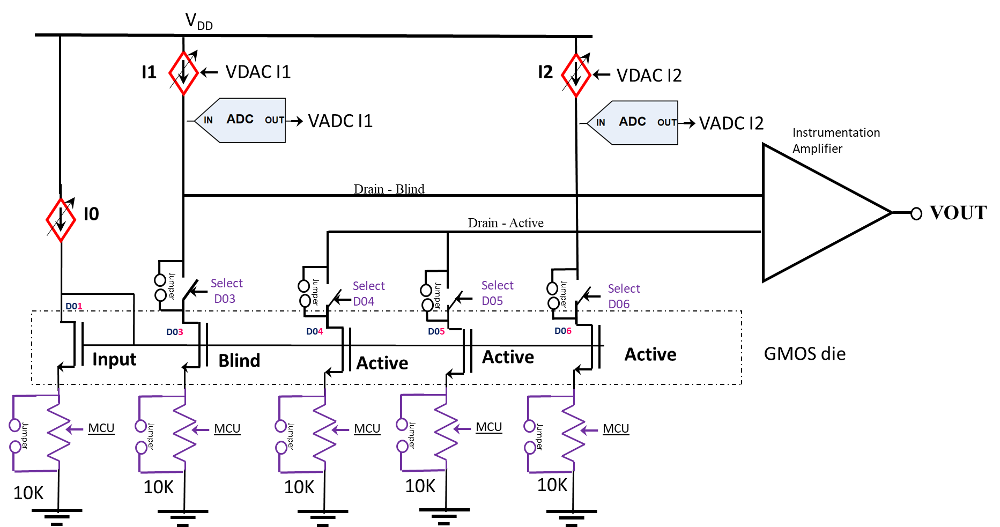 VDD
I1
VDAC I1
I2
VDAC I2
IN ADC OUT
VADC I1
IN ADC OUT
VADC I2
Instrumentation
Amplifier
Drain - Blind
I0
VOUT
Drain - Active
Jumper
Select
D03
Jumper
Select
D04
Jumper
Select
D05
Jumper
Select
D06
D01
D03
D04
D05
D06
Input
Blind
Active
Active
Active
GMOS die
Jumper
MCU
Jumper
MCU
Jumper
MCU
Jumper
MCU
Jumper
MCU
10K
10K
10K
10K
10K